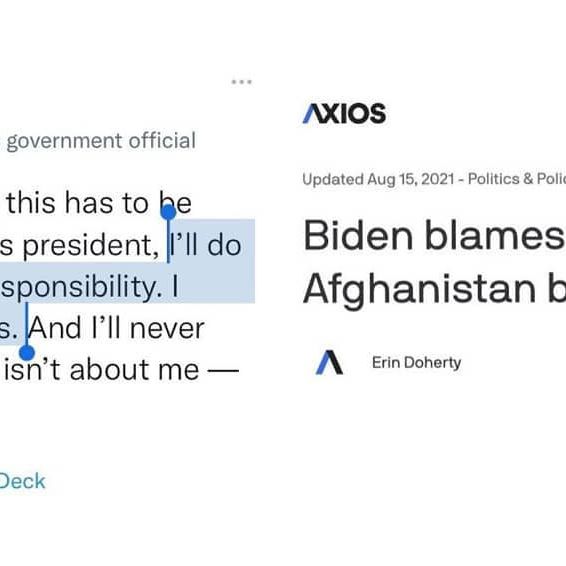 government official
this has to be
s president, I’ll do
sponsibility. I
s. And I’ll never
isn’t about me —
Deck
AXIOS
Updated Aug 15, 2021 - Politics & Polic
Biden blames
Afghanistan b
Erin Doherty